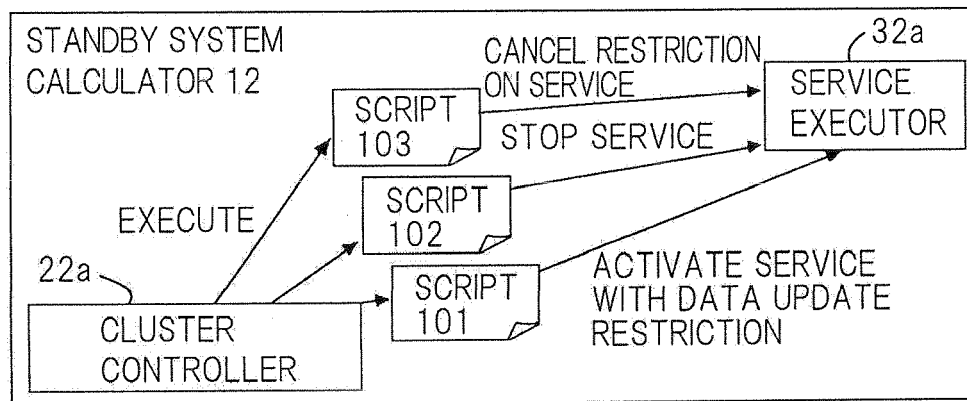 STANDBY SYSTEM
CALCULATOR 12
CANCEL RESTRICTION
ON SERVICE
32a
SERVICE
EXECUTOR
SCRIPT
103
STOP SERVICE
EXECUTE
SCRIPT
102
22a
SCRIPT
101
ACTIVATE SERVICE
WITH DATA UPDATE
RESTRICTION
CLUSTER
CONTROLLER